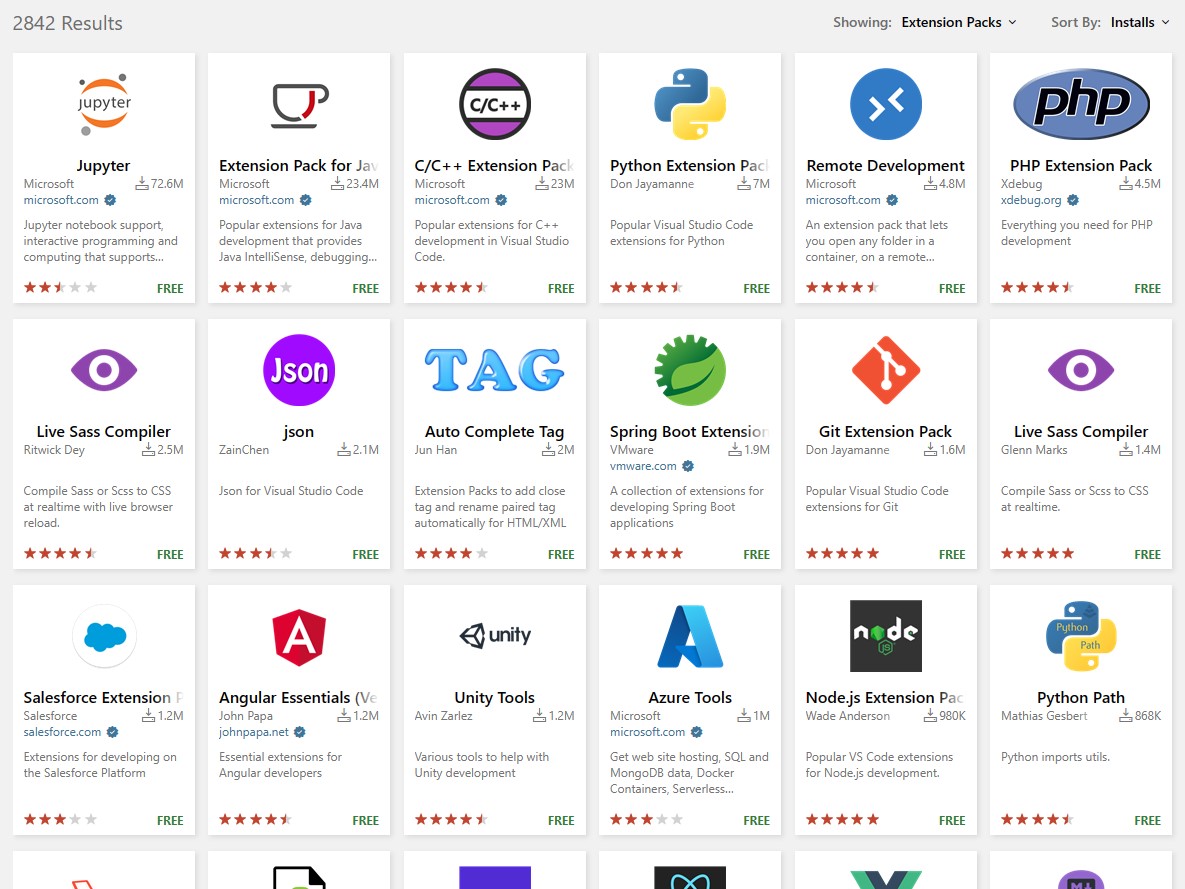 2842 Results
Showing: Extension Packs
Sort By: Installs
jupyter
Jupyter
Microsoft 72.6M
microsoft.com
Jupyter notebook support,
interactive programming and
computing that supports...
FREE
Extension Pack for Jav
Microsoft 23.4M
microsoft.com
Popular extensions for Java
development that provides
Java IntelliSense, debugging...
FREE
C/C++
C/C++ Extension Pack
Microsoft 23M
microsoft.com
Popular extensions for C++
development in Visual Studio
Code.
FREE
Python Extension Pack
Don Jayamanne 7M
Popular Visual Studio Code
extensions for Python
FREE
Remote Development
Microsoft 4.8M
microsoft.com
An extension pack that lets
you open any folder in a
container, on a remote...
FREE
php
PHP Extension Pack
Xdebug 4.5M
xdebug.org
Everything you need for PHP
development
FREE
Live Sass Compiler
Ritwick Dey 2.5M
Compile Sass or Scss to CSS
at realtime with live browser
reload.
FREE
Json
json
ZainChen 2.1M
Json for Visual Studio Code
FREE
TAG
Auto Complete Tag
Jun Han 2M
Extension Packs to add close
tag and rename paired tag
automatically for HTML/XML
FREE
Spring Boot Extension
VMware 1.9M
vmware.com
A collection of extensions for
developing Spring Boot
applications
FREE
Git Extension Pack
Don Jayamanne 1.6M
Popular Visual Studio Code
extensions for Git
FREE
Live Sass Compiler
Glenn Marks 1.4M
Compile Sass or Scss to CSS
at realtime.
FREE
Salesforce Extension P
Salesforce 1.2M
salesforce.com
Extensions for developing on
the Salesforce Platform
FREE
A
Angular Essentials (Ve
John Papa 1.2M
johnpapa.net
Essential extensions for
Angular developers
FREE
unity
Unity Tools
Avin Zarlez 1.2M
Various tools to help with
Unity development
FREE
Azure Tools
Microsoft 1M
microsoft.com
Get web site hosting, SQL and
MongoDB data, Docker
Containers, Serverless...
FREE
node
JS
Node.js Extension Pac
Wade Anderson 980K
Popular VS Code extensions
for Node.js development.
FREE
Python
Path
Python Path
Mathias Gesbert 868K
Python imports utils.
FREE